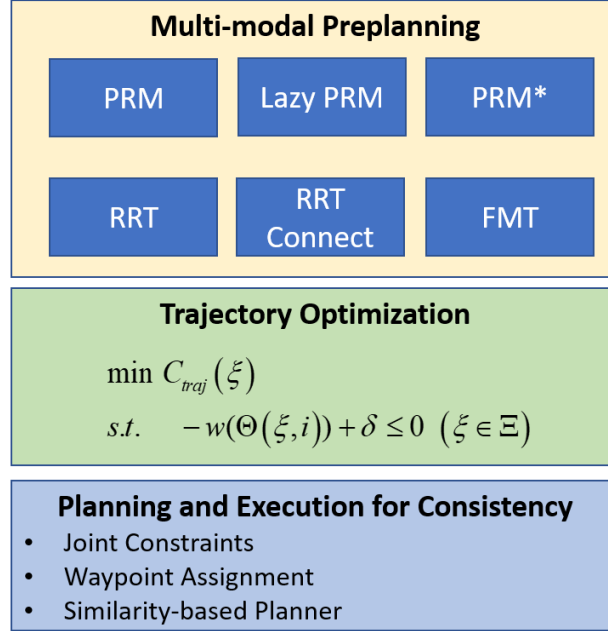 Multi-modal Preplanning
PRM
Lazy PRM
PRM*
RRT
RRT
Connect
FMT
Trajectory Optimization
min C_traj(ξ)
s.t. −w(Θ(ξ,i))+δ ≤ 0 (ξ ∈ Ξ)
Planning and Execution for Consistency
• Joint Constraints
• Waypoint Assignment
• Similarity-based Planner